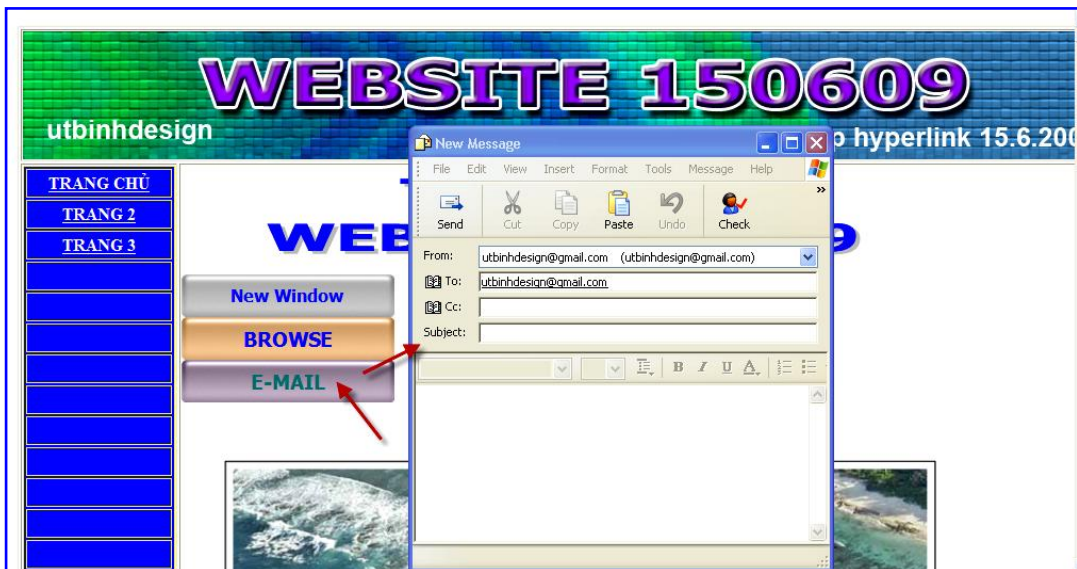 WEBSITE 150609
utbinhdesign
hyperlink 15.6.200
TRANG CHỦ
TRANG 2
TRANG 3
WEB
9
New Window
BROWSE
E-MAIL
New Message
File Edit View Insert Format Tools Message Help
Send Cut Copy Paste Undo Check
From: utbinhdesign@gmail.com (utbinhdesign@gmail.com)
To: utbinhdesign@gmail.com
Cc:
Subject:
B I U A